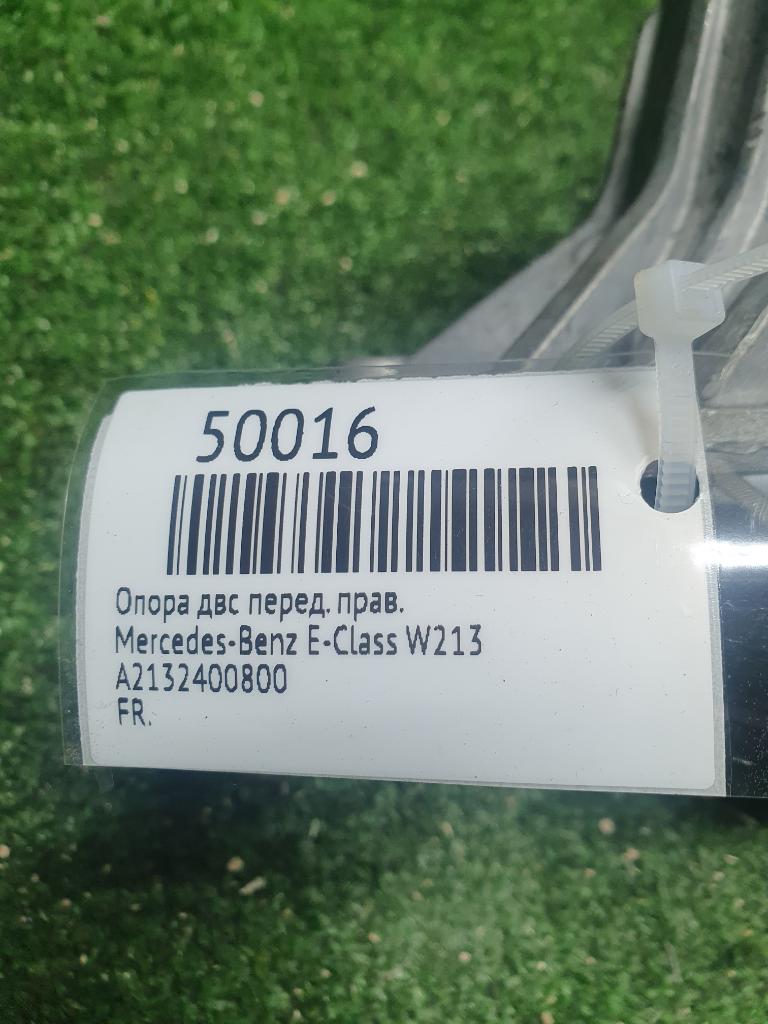 50016
Опора двс перед. прав.
Mercedes-Benz E-Class W213
A2132400800
FR.